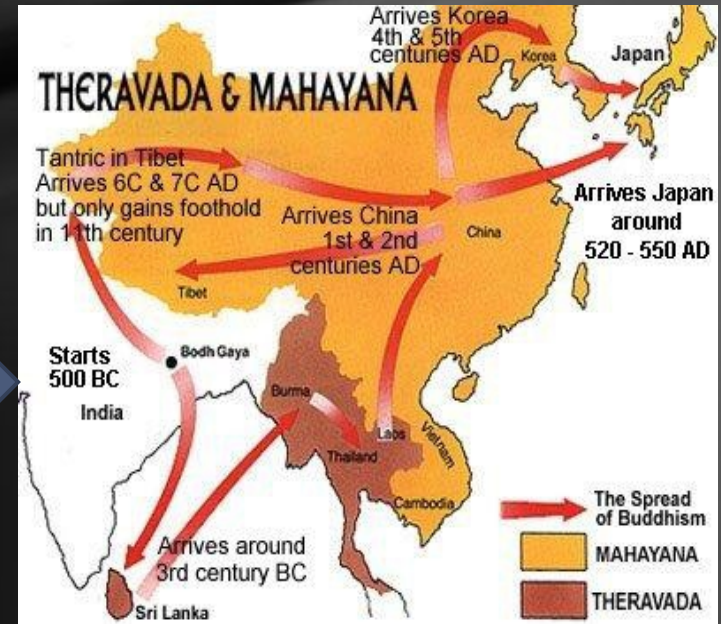 THERAVADA & MAHAYANA
Arrives Korea
4th & 5th
centuries AD
Korea
Japan
Tantric in Tibet
Arrives 6C & 7C AD
but only gains foothold
in 11th century
Arrives China
1st & 2nd
centuries AD
China
Arrives Japan
around
520 - 550 AD
Tibet
Starts
500 BC
Bodh Gaya
India
Burma
Laos
Thailand
Vietnam
Cambodia
Arrives around
3rd century BC
Sri Lanka
The Spread
of Buddhism
MAHAYANA
THERAVADA